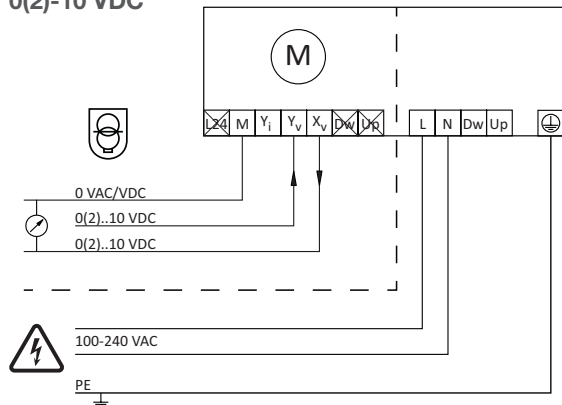 0(2)-10 VDC
M
L24 M Yi Yv Xv Dw Up L N Dw Up
0 VAC/VDC
0(2)..10 VDC
0(2)..10 VDC
100-240 VAC
PE